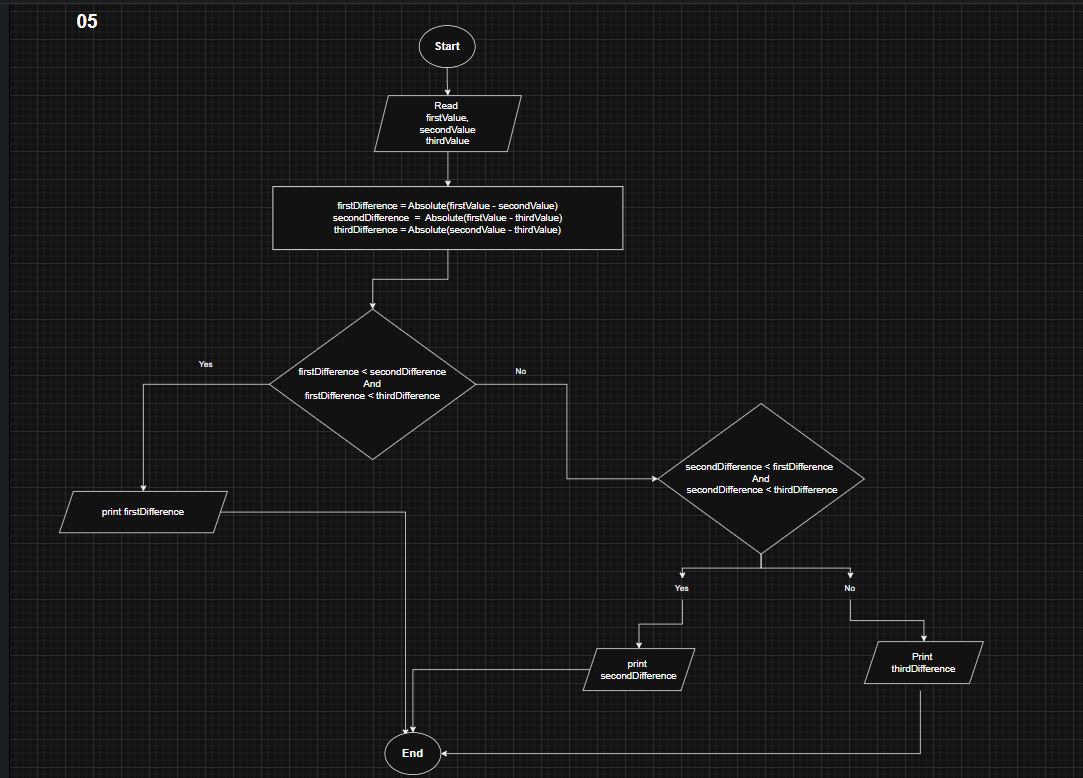 05
Start
Read
firstValue,
secondValue
thirdValue
firstDifference = Absolute(firstValue - secondValue)
secondDifference  =  Absolute(firstValue - thirdValue)
thirdDifference = Absolute(secondValue - thirdValue)
Yes
firstDifference < secondDifference
And
firstDifference < thirdDifference
No
secondDifference < firstDifference
And
secondDifference < thirdDifference
print firstDifference
Yes
No
print
secondDifference
Print
thirdDifference
End